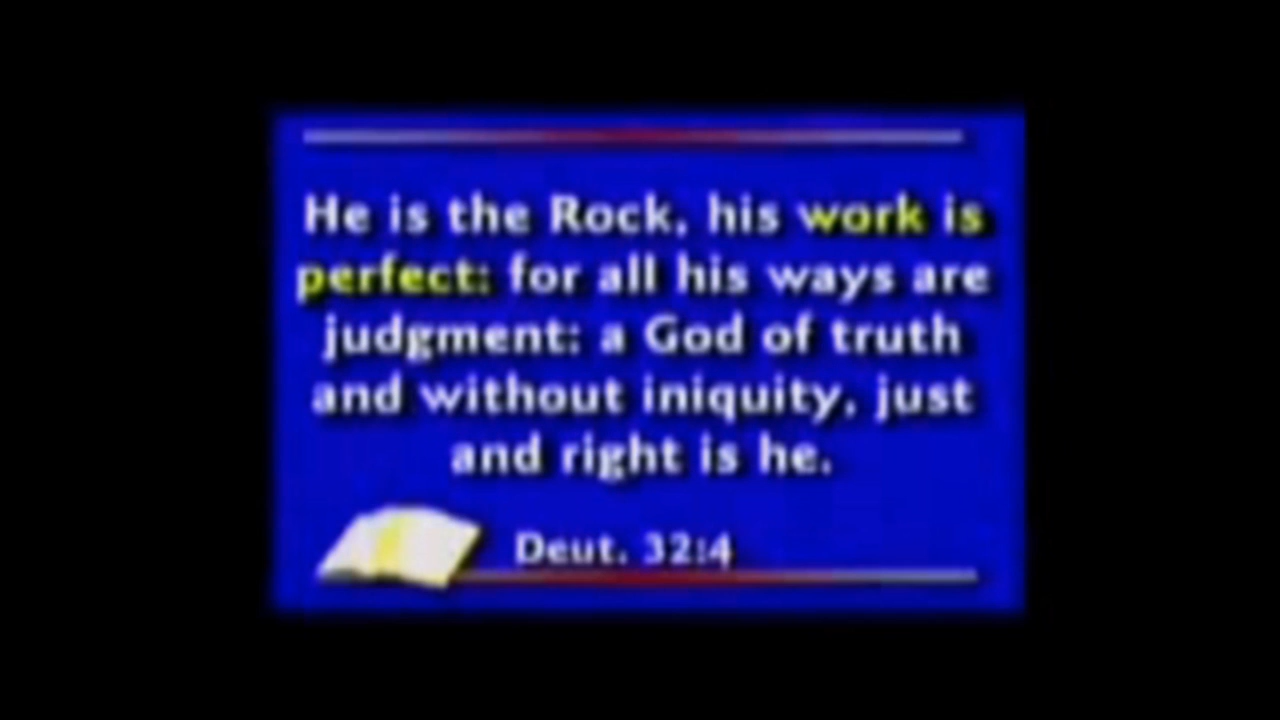 He is the Rock, his work is
perfect: for all his ways are
judgment: a God of truth
and without iniquity, just
and right is he.
Deut. 32:4